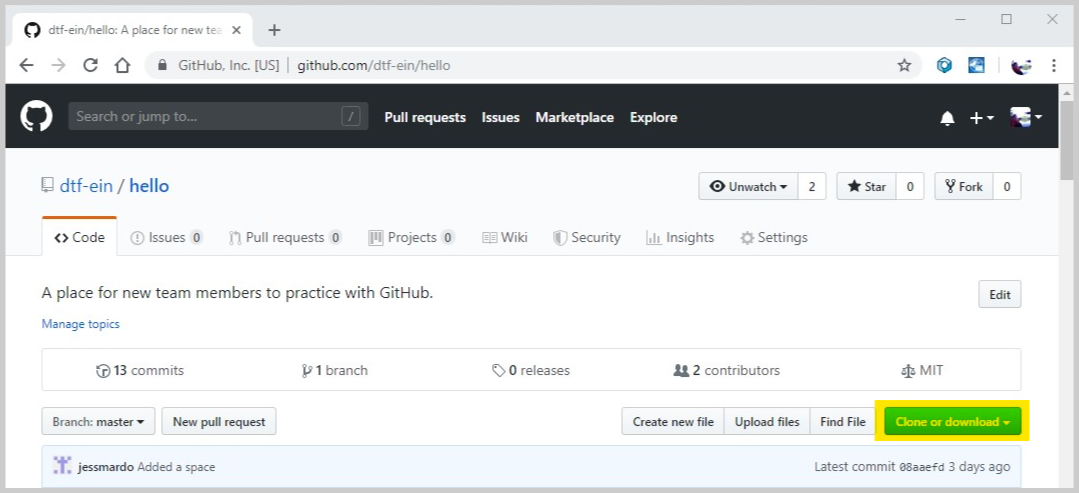 dtf-ein/hello: A place for new tea
GitHub, Inc. [US] github.com/dtf-ein/hello
Search or jump to... / Pull requests Issues Marketplace Explore
dtf-ein / hello Unwatch 2 Star 0 Fork 0
Code Issues 0 Pull requests 0 Projects 0 Wiki Security Insights Settings
A place for new team members to practice with GitHub. Edit
Manage topics
13 commits 1 branch 0 releases 2 contributors MIT
Branch: master New pull request Create new file Upload files Find File Clone or download
jessmardo Added a space Latest commit 08aaefd 3 days ago